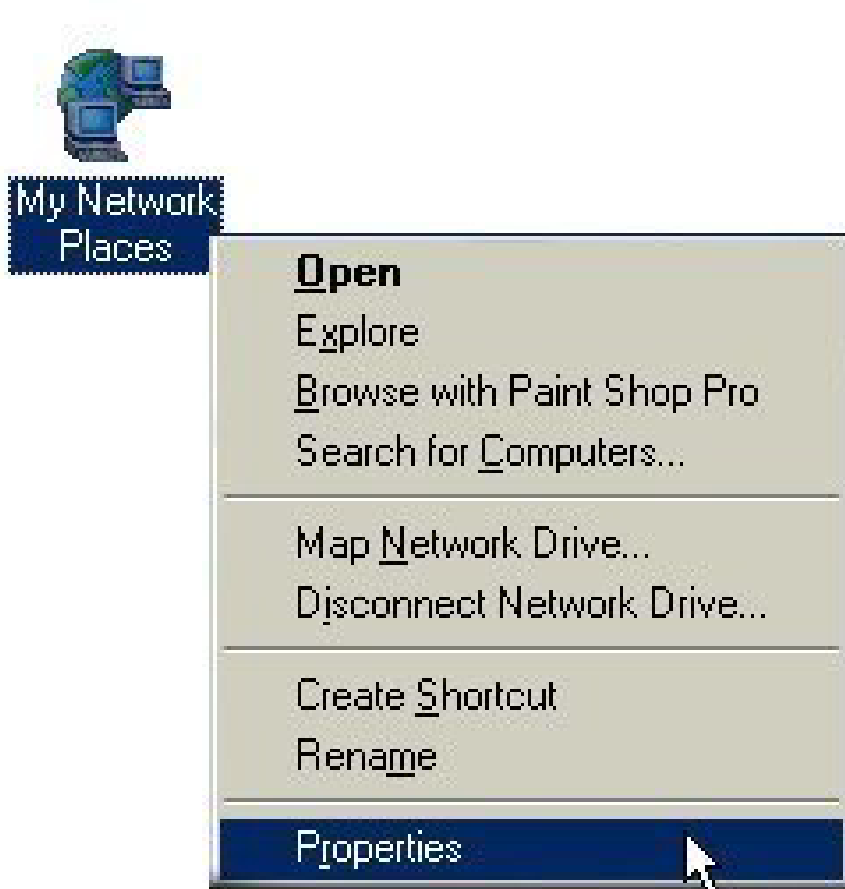 My Network
Places
Open
Explore
Browse with Paint Shop Pro
Search for Computers...
Map Network Drive...
Disconnect Network Drive...
Create Shortcut
Rename
Properties